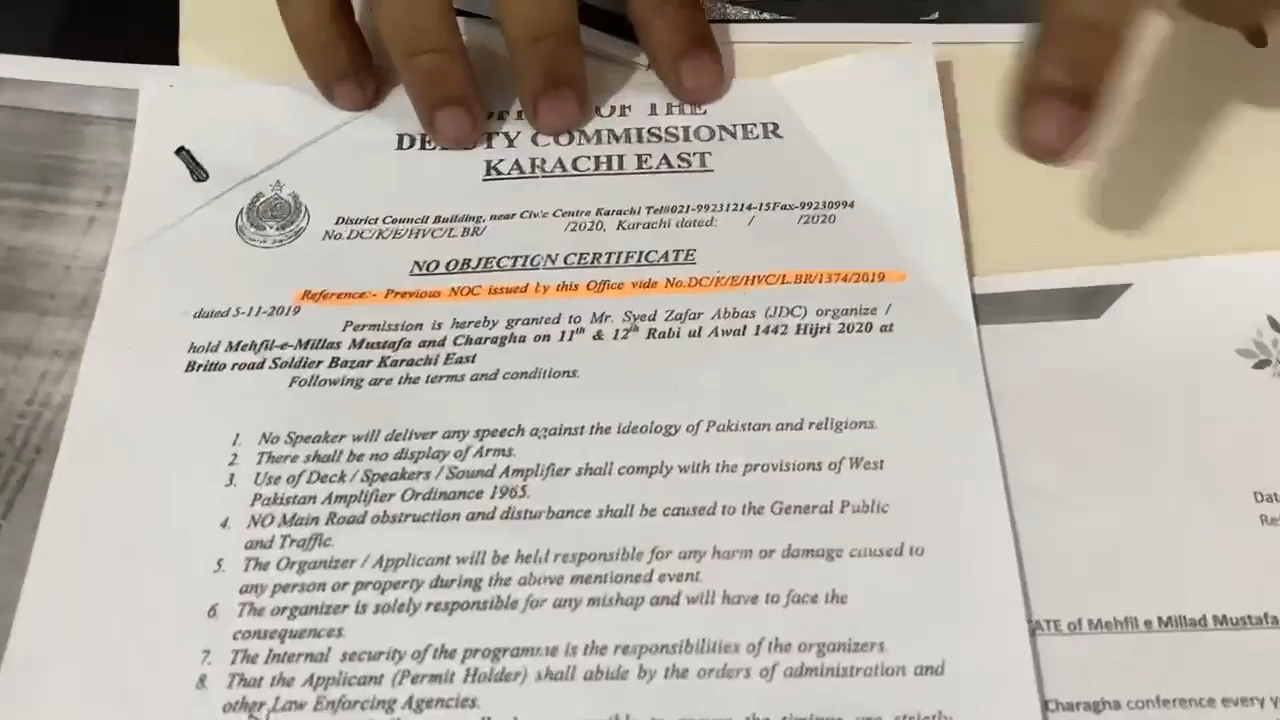 OF THE
COMMISSIONER
KARACHI EAST
District Council Building, near Civic Centre Karachi Tel#021-99231214-15Fax-99230994
No.DC/K/E/HVC/L.BR/ /2020, Karachi dated: / /2020
NO OBJECTION CERTIFICATE
Reference:- Previous NOC issued by this Office vide No.DC/K/E/HVC/L.BR/1374/2019
dated 5-11-2019
Permission is hereby granted to Mr. Syed Zafar Abbas (JDC) organize /
hold Mehfil-e-Millas Mustafa and Charagha on 11th & 12th Rabi ul Awal 1442 Hijri 2020 at
Britto road Soldier Bazar Karachi East
Following are the terms and conditions.
1. No Speaker will deliver any speech against the ideology of Pakistan and religions.
2. There shall be no display of Arms.
3. Use of Deck / Speakers / Sound Amplifier shall comply with the provisions of West
Pakistan Amplifier Ordinance 1965.
4. NO Main Road obstruction and disturbance shall be caused to the General Public
and Traffic.
5. The Organizer / Applicant will be held responsible for any harm or damage caused to
any person or property during the above mentioned event.
6. The organizer is solely responsible for any mishap and will have to face the
consequences.
7. The Internal security of the programme is the responsibilities of the organizers.
8. That the Applicant (Permit Holder) shall abide by the orders of administration and
other Law Enforcing Agencies.
Dat
Re
ATE of Mehfil e Millad Mustafa
Charagha conference every y